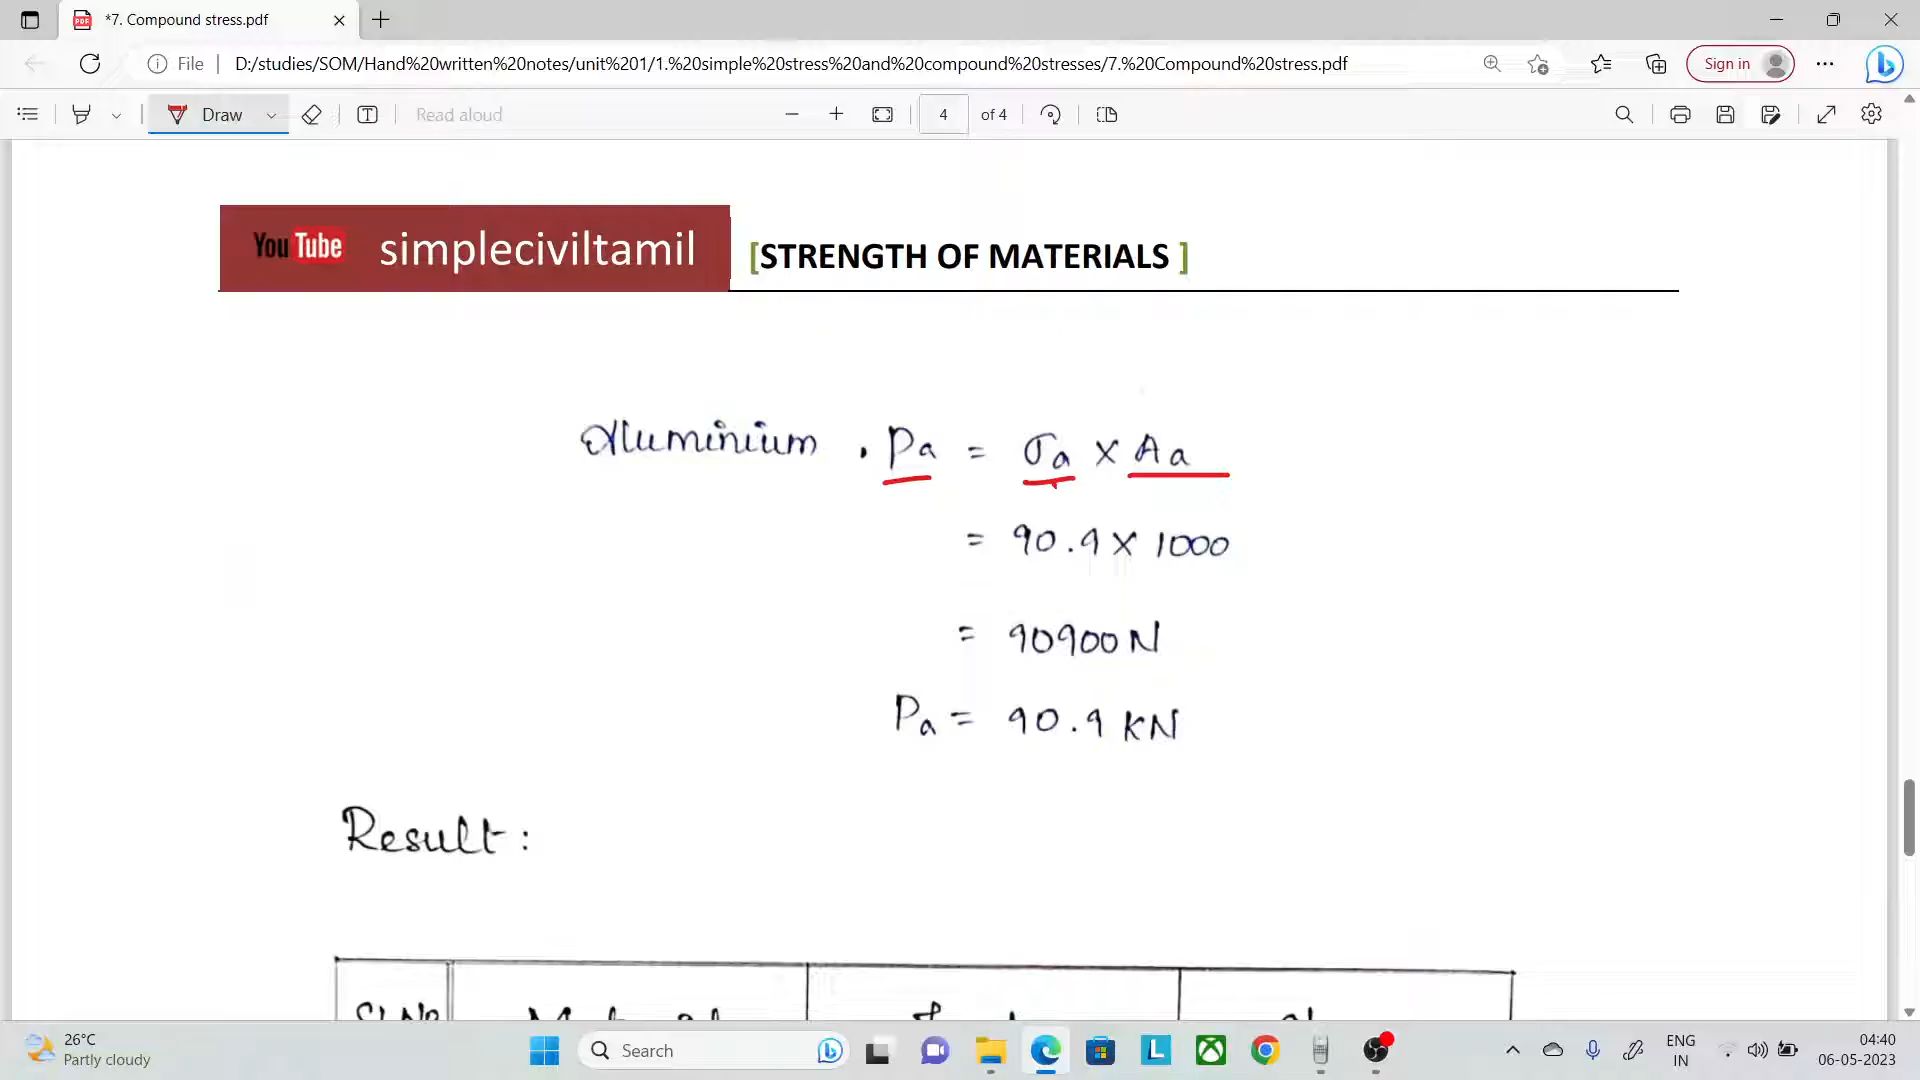 *7. Compound stress.pdf
File D:/studies/SOM/Hand%20written%20notes/unit%201/1.%20simple%20stress%20and%20compound%20stresses/7.%20Compound%20stress.pdf Sign in
Draw Read aloud 4 of 4
YouTube simpleciviltamil [STRENGTH OF MATERIALS ]
Aluminium . Pa = σa × Aa
= 90.9 × 1000
= 90900 N
Pa = 90.9 KN
Result :
Sl.No
26°C
Partly cloudy
Search
ENG
IN
04:40
06-05-2023